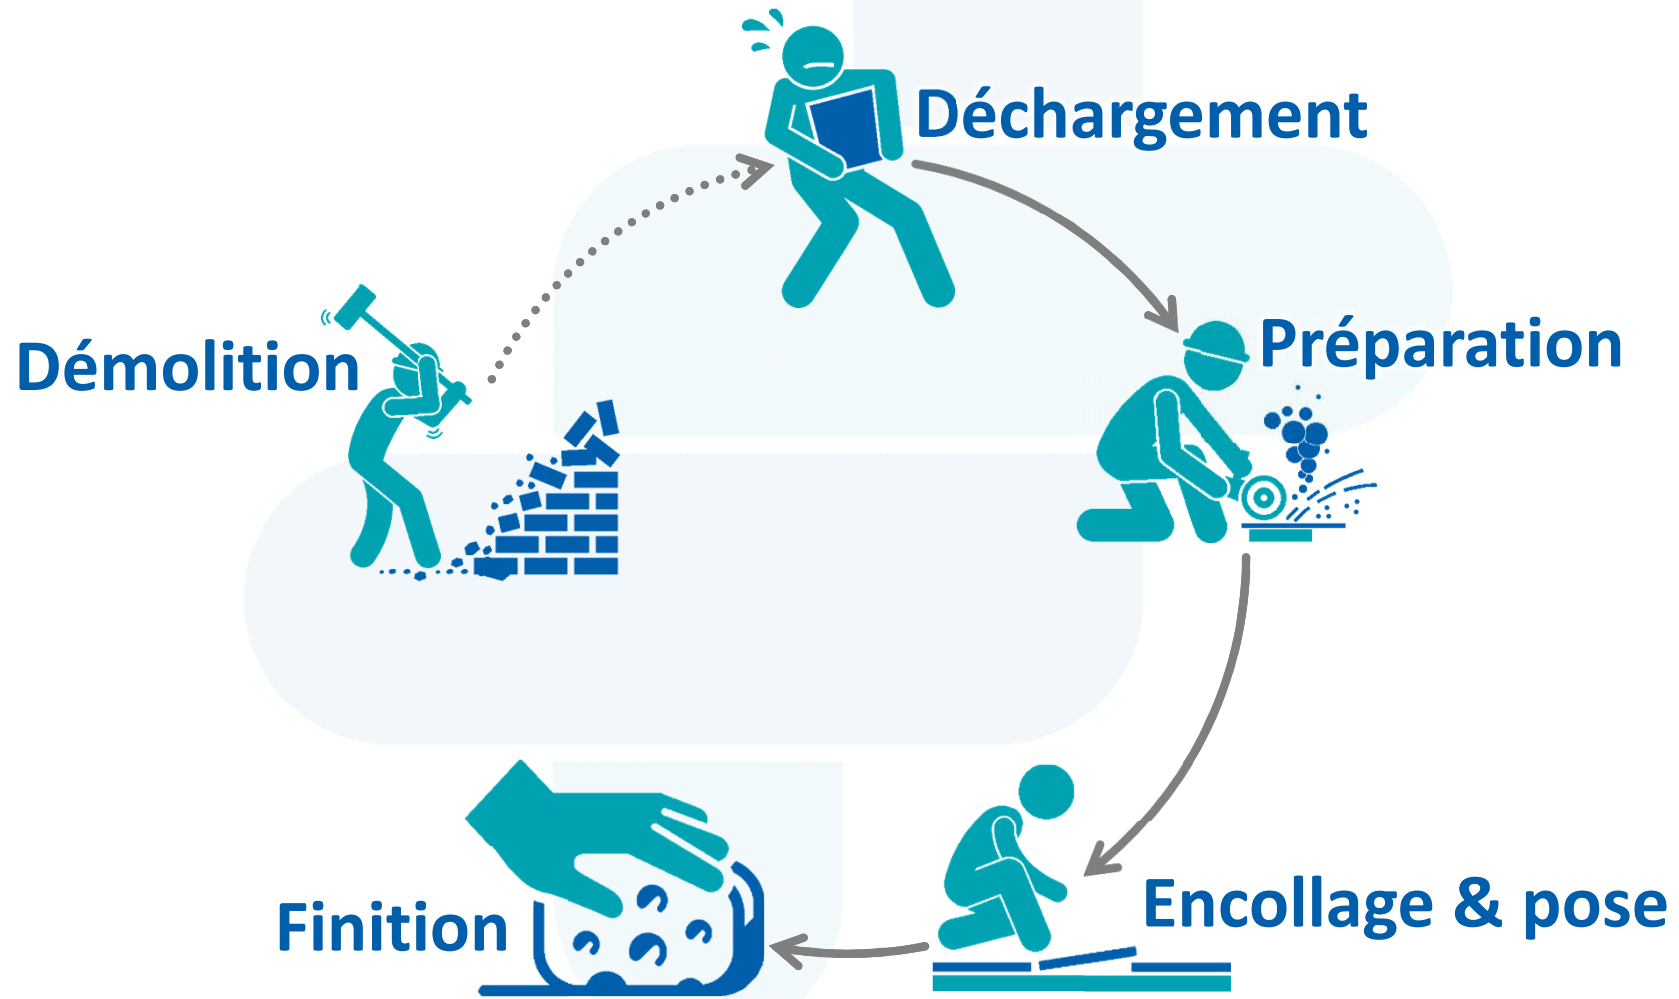 Déchargement
Préparation
Démolition
Encollage & pose
Finition